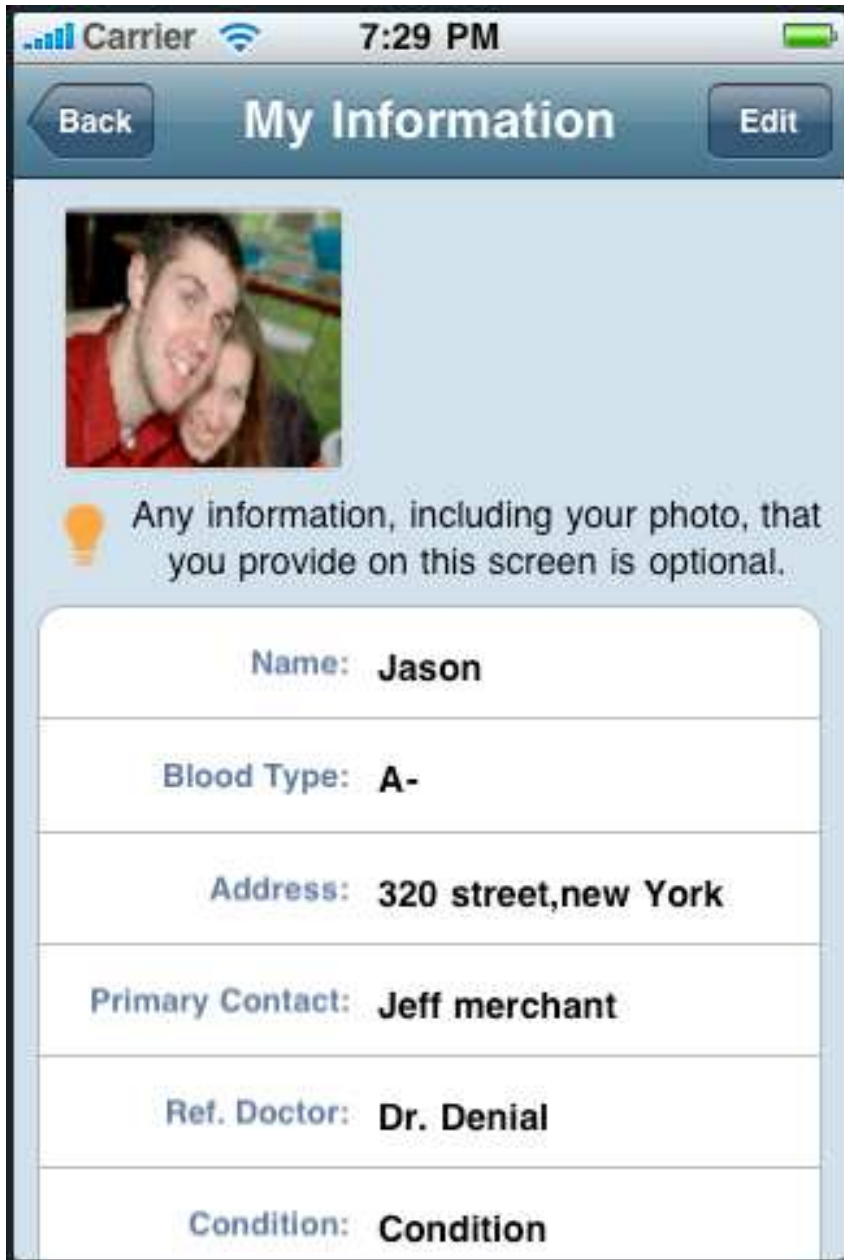 Carrier 7:29 PM
Back My Information Edit
Any information, including your photo, that
you provide on this screen is optional.
Name: Jason
Blood Type: A-
Address: 320 street,new York
Primary Contact: Jeff merchant
Ref. Doctor: Dr. Denial
Condition: Condition